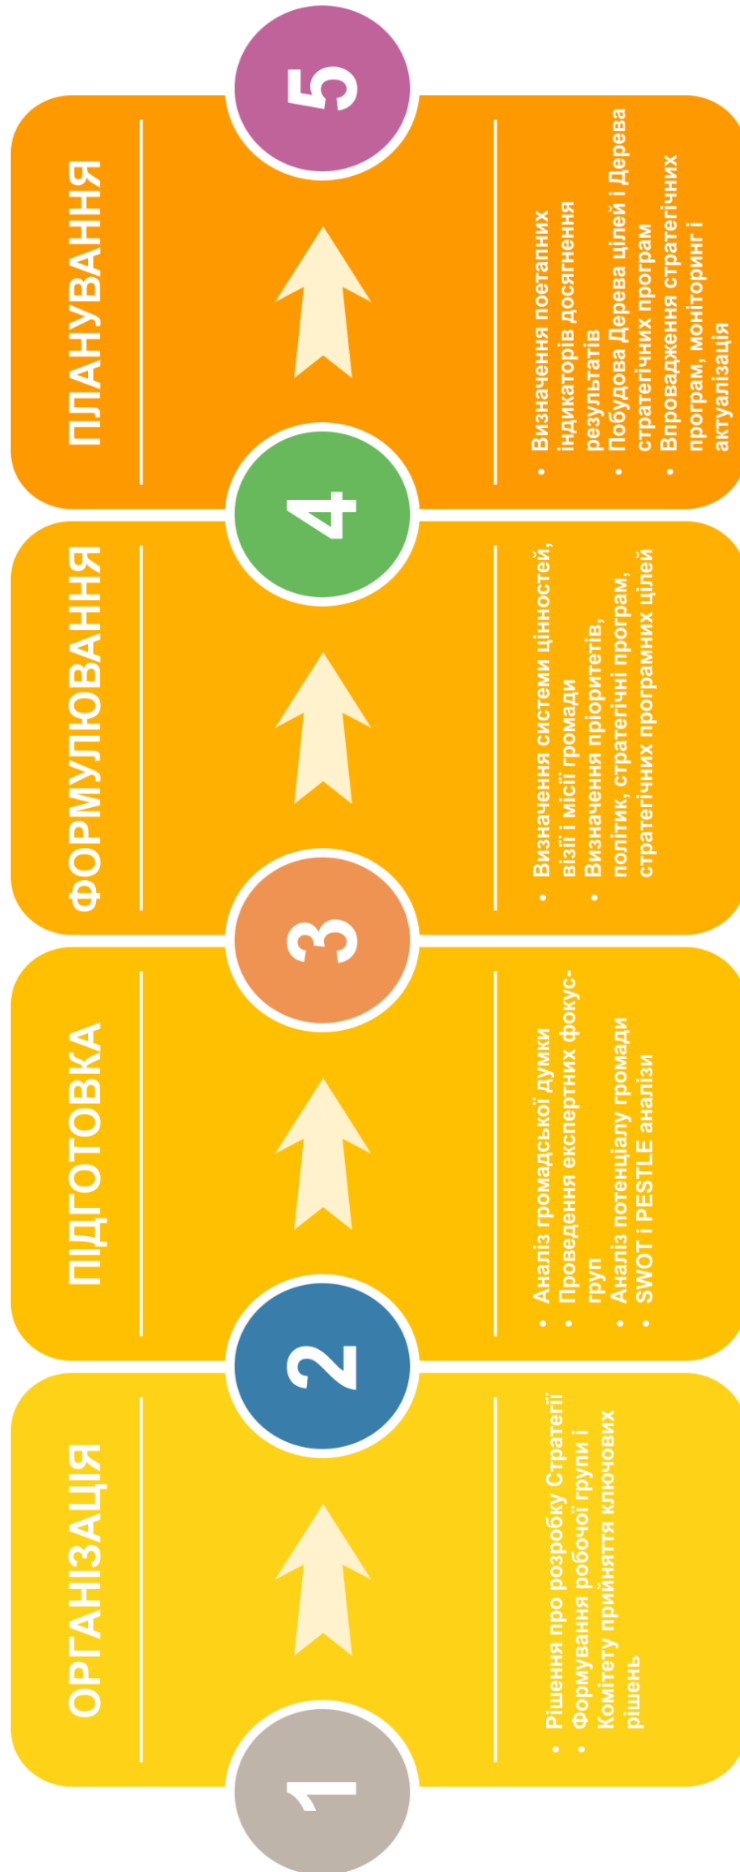 ОРГАНІЗАЦІЯ
ПІДГОТОВКА
ФОРМУЛЮВАННЯ
ПЛАНУВАННЯ
1
2
3
4
5
• Рішення про розробку Стратегії
• Формування робочої групи і
Комітету прийняття ключових
рішень
• Аналіз громадської думки
• Проведення експертних фокус-
груп
• Аналіз потенціалу громади
• SWOT і PESTLE аналізи
• Визначення системи цінностей,
візії і місії громади
• Визначення пріоритетів,
політик, стратегічні програм,
стратегічних програмних цілей
• Визначення поетапних
індикаторів досягнення
результатів
• Побудова Дерева цілей і Дерева
стратегічних програм
• Впровадження стратегічних
програм, моніторинг і
актуалізація